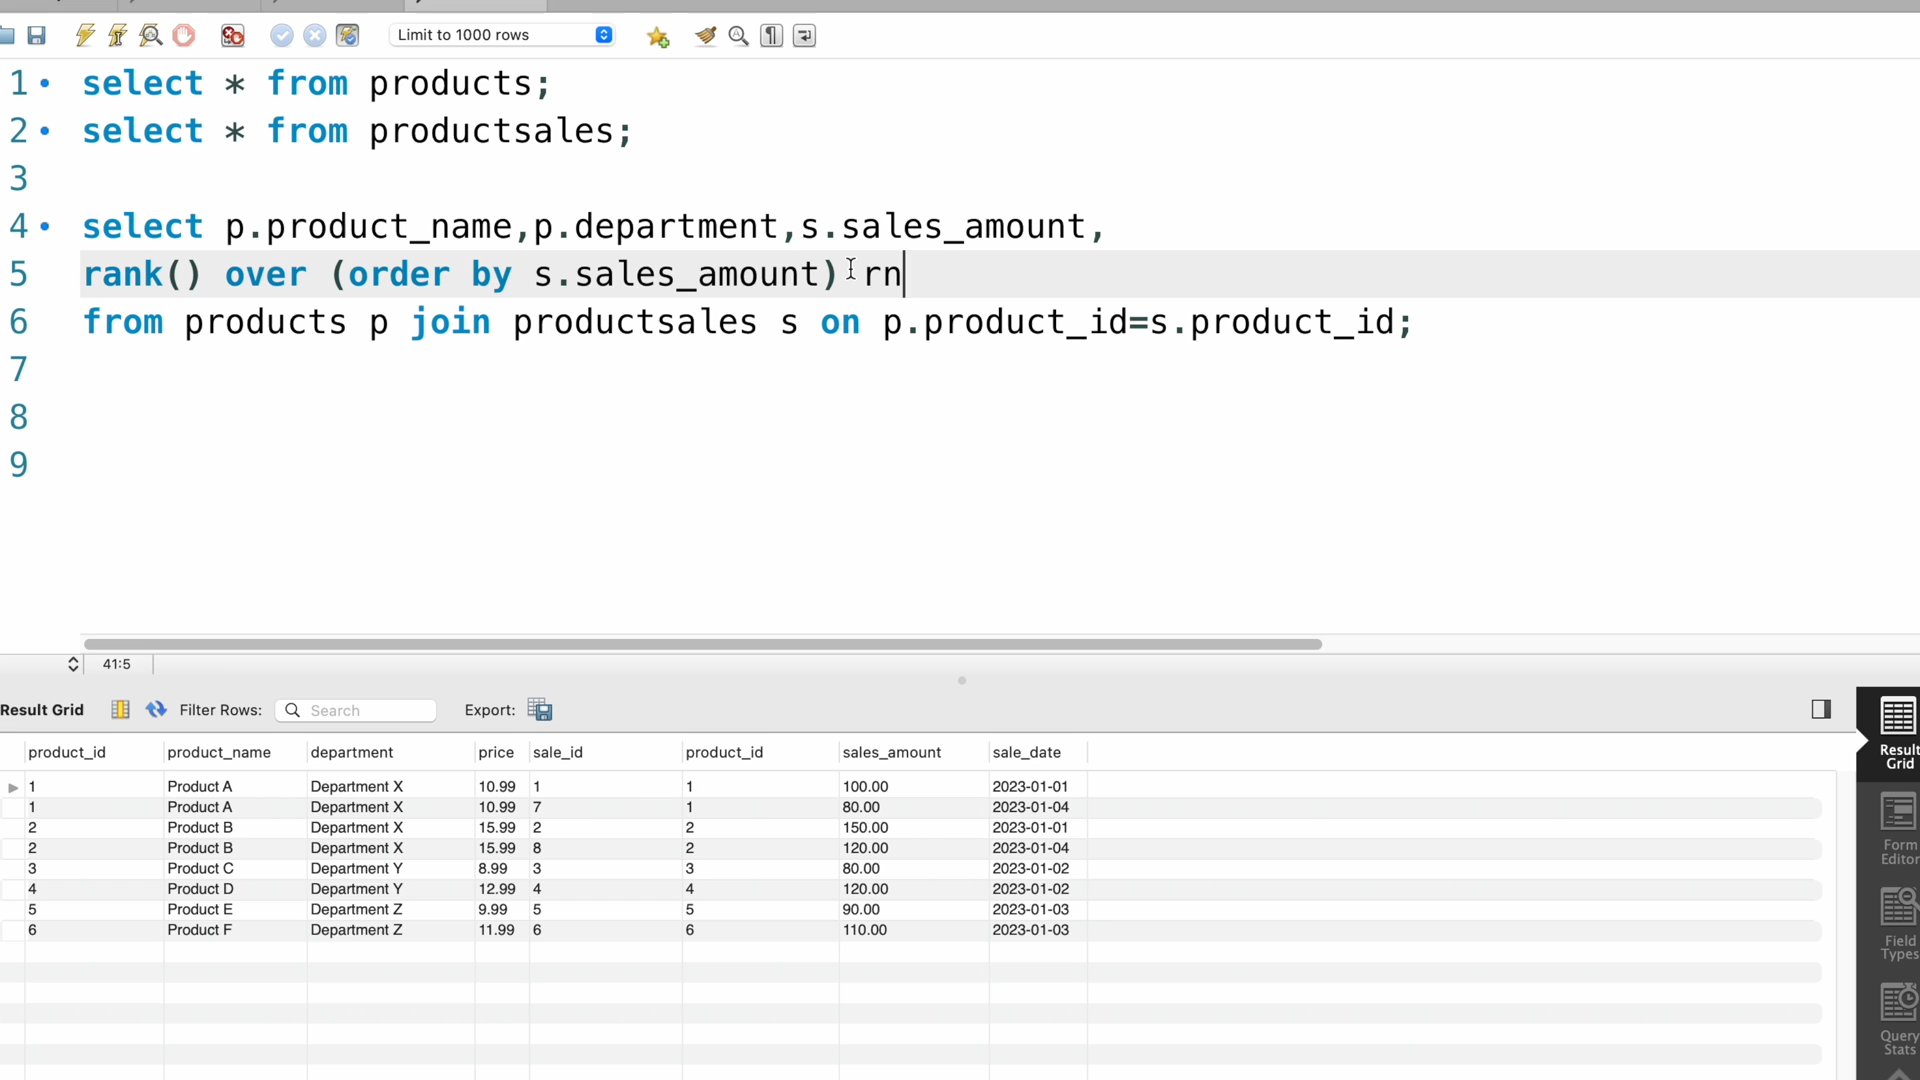 Limit to 1000 rows
1 select * from products;
2 select * from productsales;
3
4 select p.product_name,p.department,s.sales_amount,
5 rank() over (order by s.sales_amount) rn
6 from products p join productsales s on p.product_id=s.product_id;
7
8
9
41:5
Result Grid Filter Rows: Search Export:
product_id product_name department price sale_id product_id sales_amount sale_date
1 Product A Department X 10.99 1 1 100.00 2023-01-01
1 Product A Department X 10.99 7 1 80.00 2023-01-04
2 Product B Department X 15.99 2 2 150.00 2023-01-01
2 Product B Department X 15.99 8 2 120.00 2023-01-04
3 Product C Department Y 8.99 3 3 80.00 2023-01-02
4 Product D Department Y 12.99 4 4 120.00 2023-01-02
5 Product E Department Z 9.99 5 5 90.00 2023-01-03
6 Product F Department Z 11.99 6 6 110.00 2023-01-03
Result
Grid
Form
Editor
Field
Types
Query
Stats